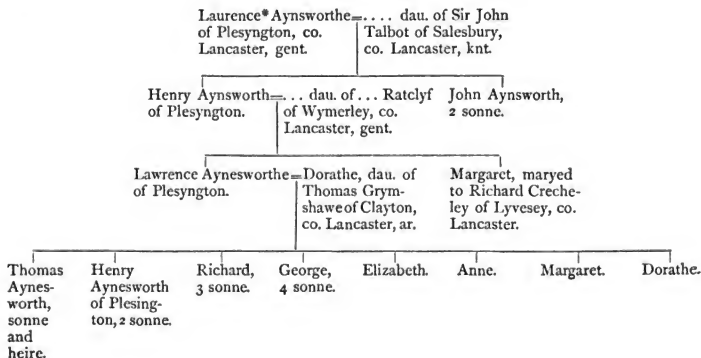 Laurence* Aynsworthe=.... dau. of Sir John
of Plesyngton, co. Talbot of Salesbury,
Lancaster, gent. co. Lancaster, knt.
Henry Aynsworth=... dau. of ... Ratclyf John Aynsworth,
of Plesyngton. of Wymerley, co. 2 sonne.
Lancaster, gent.
Lawrence Aynesworthe=Dorathe, dau. of Margaret, maryed
of Plesyngton. Thomas Grym- to Richard Creche-
shawe of Clayton, ley of Lyvesey, co.
co. Lancaster, ar. Lancaster.
Thomas Henry Richard, George, Elizabeth. Anne. Margaret. Dorathe.
Aynes- Aynesworth 3 sonne. 4 sonne.
worth, of Plesing-
sonne ton, 2 sonne.
and
heire.